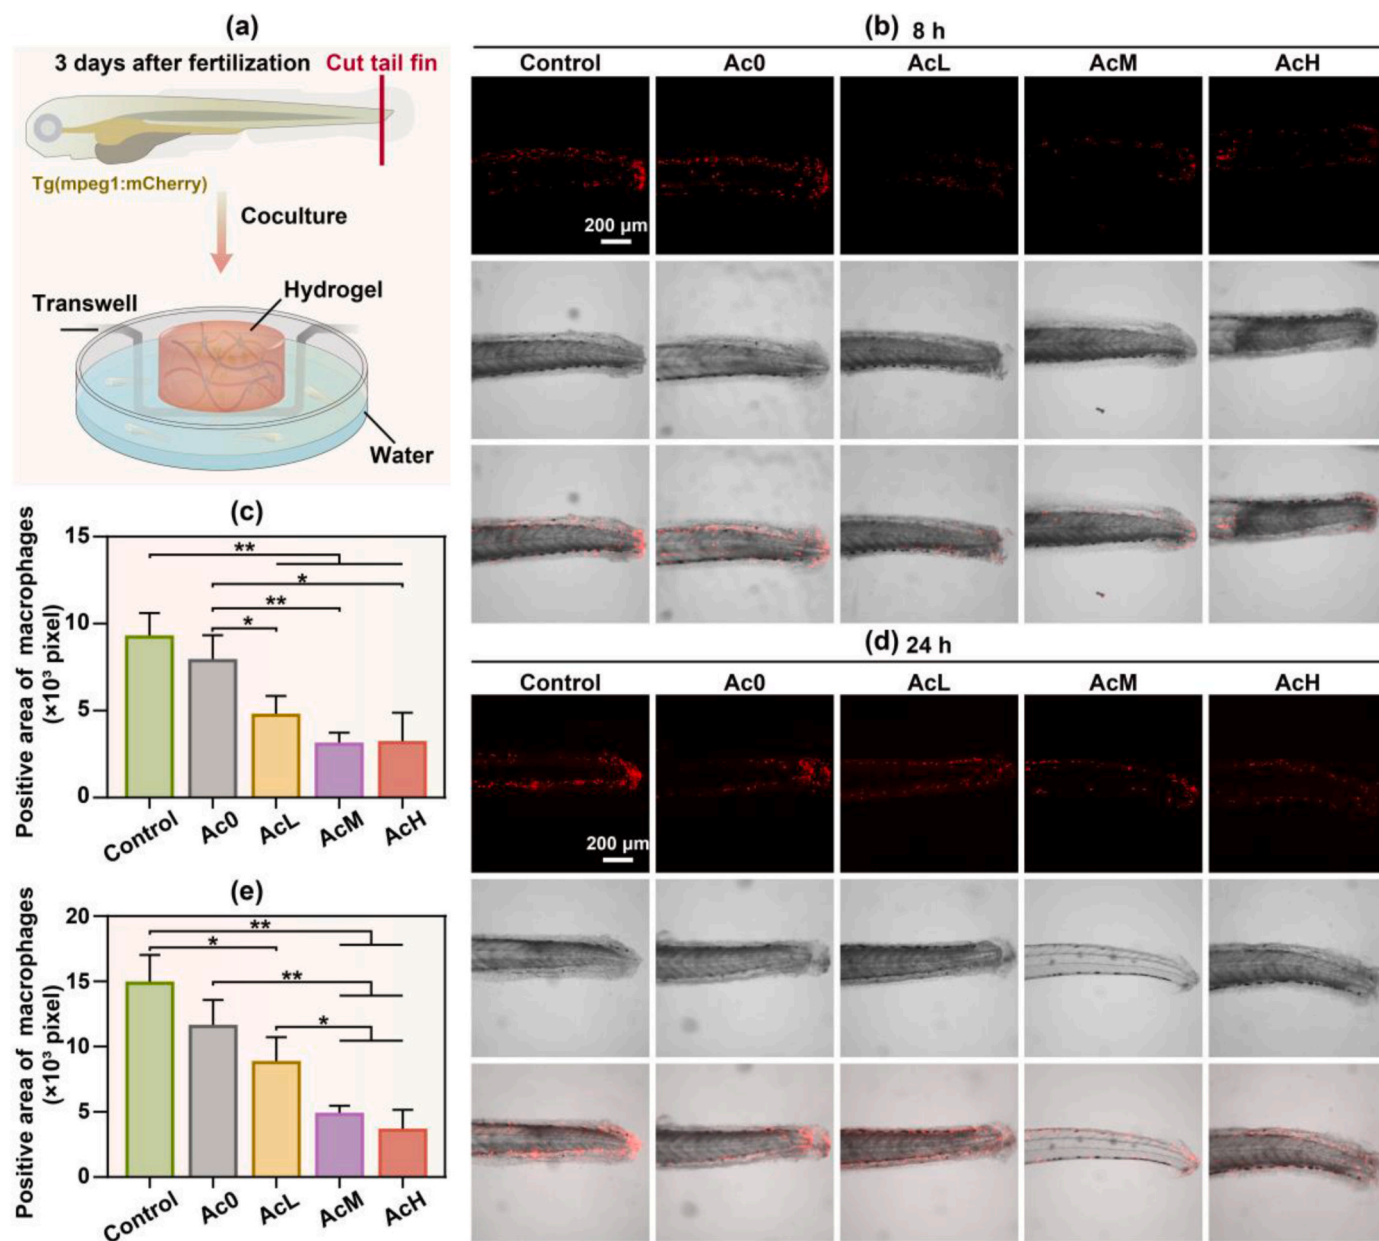 (a)
3 days after fertilization Cut tail fin
Tg(mpeg1:mCherry)
Coculture
Transwell
Hydrogel
Water
(b) 8 h
Control Ac0 AcL AcM AcH
200 μm
(c)
Positive area of macrophages
(×10³ pixel)
15
10
5
0
**
*
**
*
Control Ac0 AcL AcM AcH
(d) 24 h
Control Ac0 AcL AcM AcH
200 μm
(e)
Positive area of macrophages
(×10³ pixel)
20
15
10
5
0
**
*
**
*
Control Ac0 AcL AcM AcH